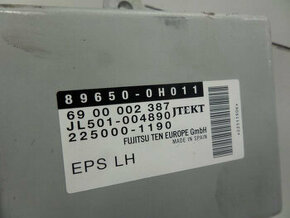 89650-0H011
69 00 002 387
JL501-004890 JTEKT
225000-1190
FUJITSU TEN EUROPE GmbH
MADE IN SPAIN
EPS LH